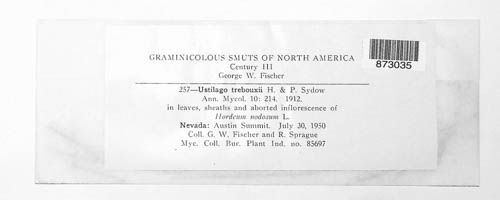 GRAMINICOLOUS SMUTS OF NORTH AMERICA
Century III
George W. Fischer
873035
257—Ustilago trebouxii H. & P. Sydow
Ann. Mycol. 10: 214. 1912.
in leaves, sheaths and aborted inflorescence of
Hordeum nodosum L.
Nevada: Austin Summit. July 30, 1950
Coll. G. W. Fischer and R. Sprague
Myc. Coll. Bur. Plant Ind. no. 85697